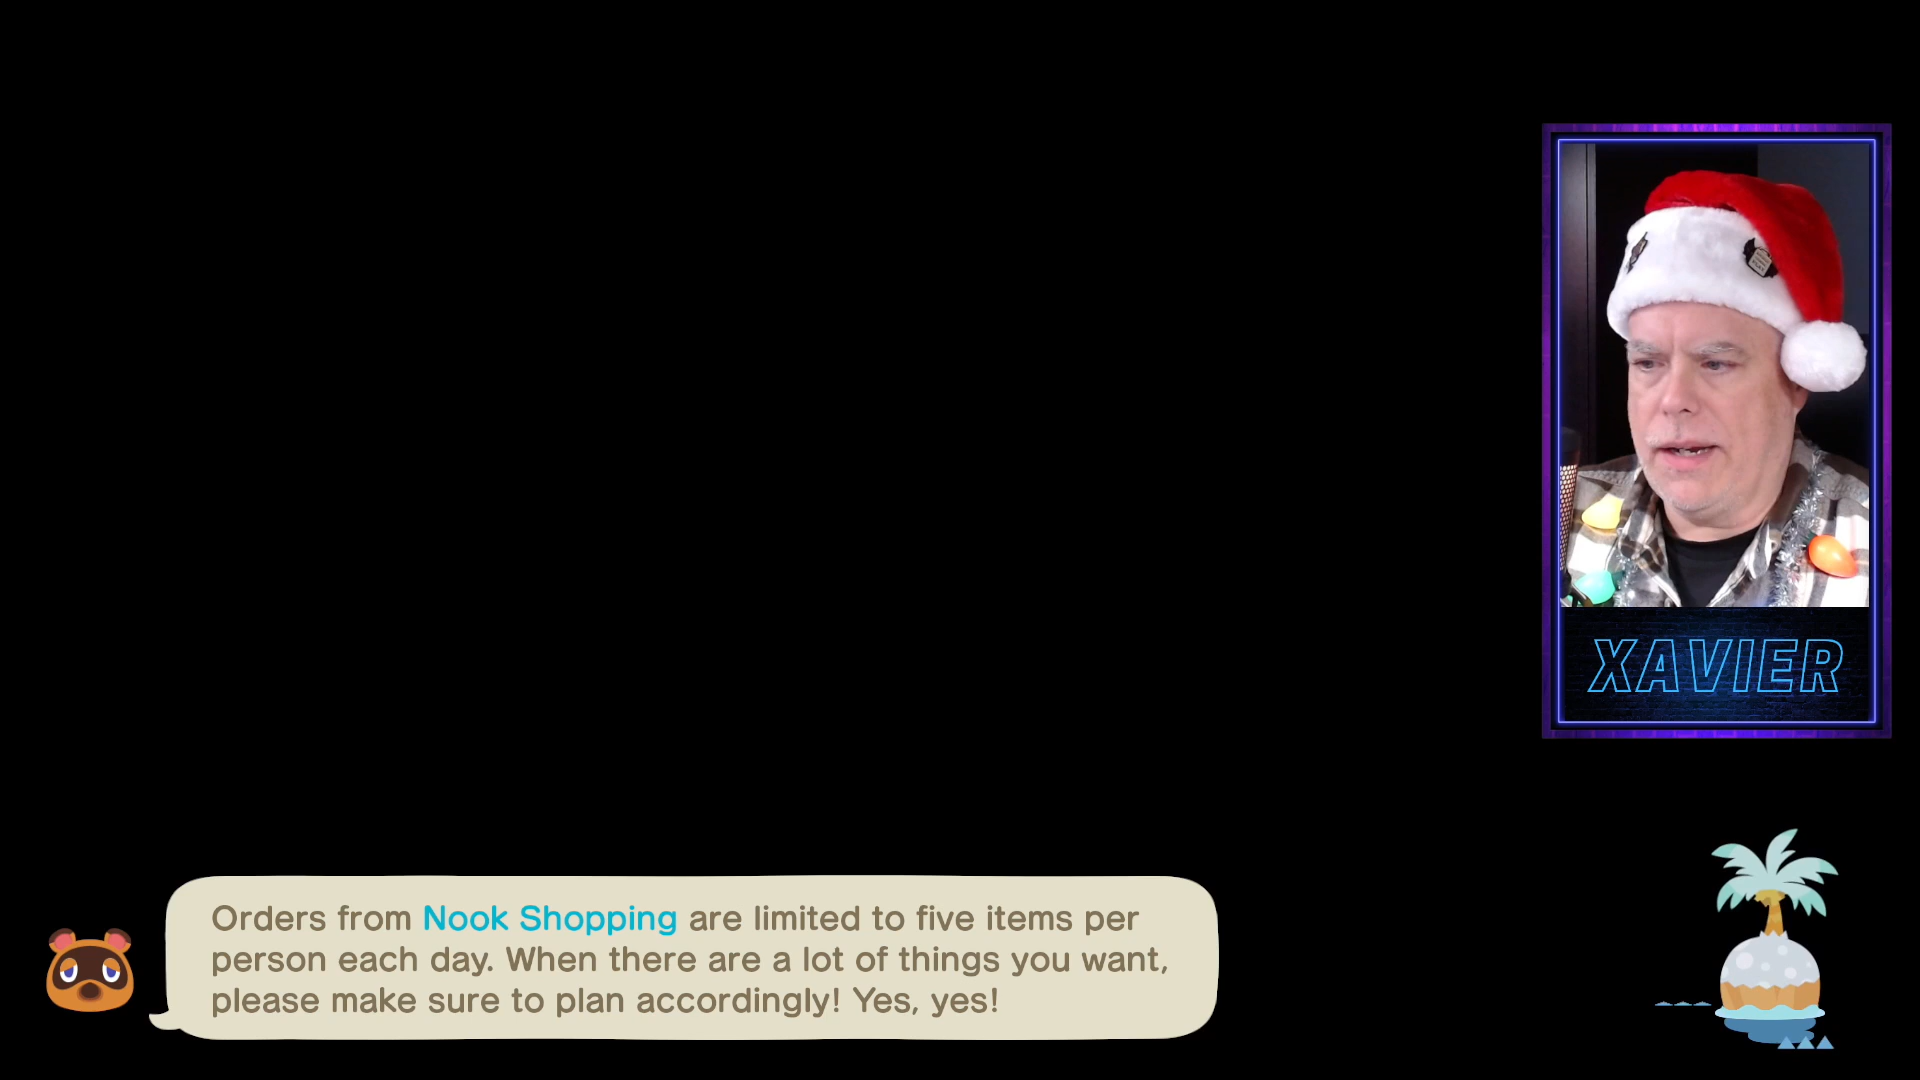 XAVIER
Orders from Nook Shopping are limited to five items per
person each day. When there are a lot of things you want,
please make sure to plan accordingly! Yes, yes!